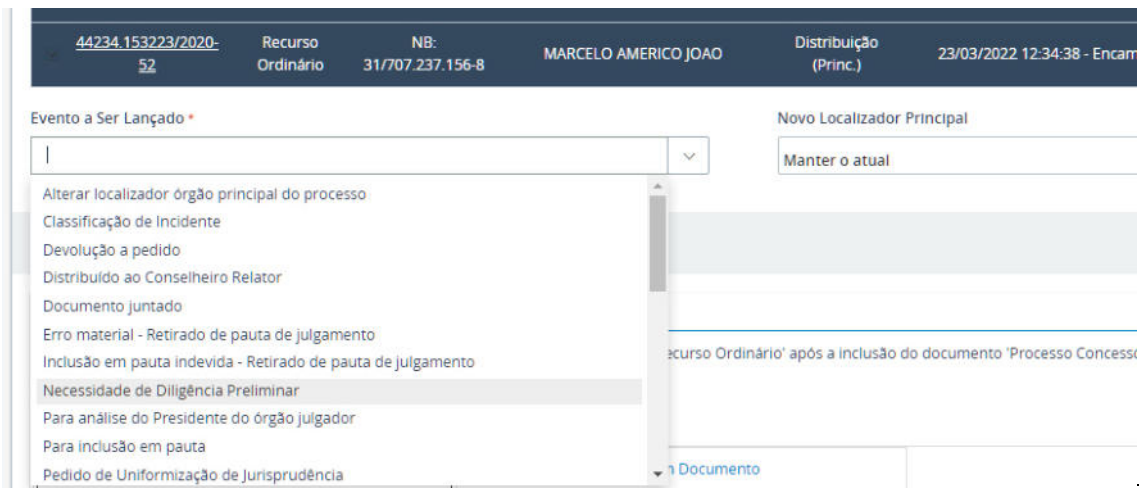 44234.153223/2020-
52
Recurso
Ordinário
NB:
31/707.237.156-8
MARCELO AMERICO JOAO
Distribuição
(Princ.)
23/03/2022 12:34:38 - Encam
Evento a Ser Lançado *
Novo Localizador Principal
Manter o atual
Alterar localizador órgão principal do processo
Classificação de Incidente
Devolução a pedido
Distribuído ao Conselheiro Relator
Documento juntado
Erro material - Retirado de pauta de julgamento
Inclusão em pauta indevida - Retirado de pauta de julgamento
ecurso Ordinário' após a inclusão do documento 'Processo Concesso
Necessidade de Diligência Preliminar
Para análise do Presidente do órgão julgador
Para inclusão em pauta
Pedido de Uniformização de Jurisprudência
Documento